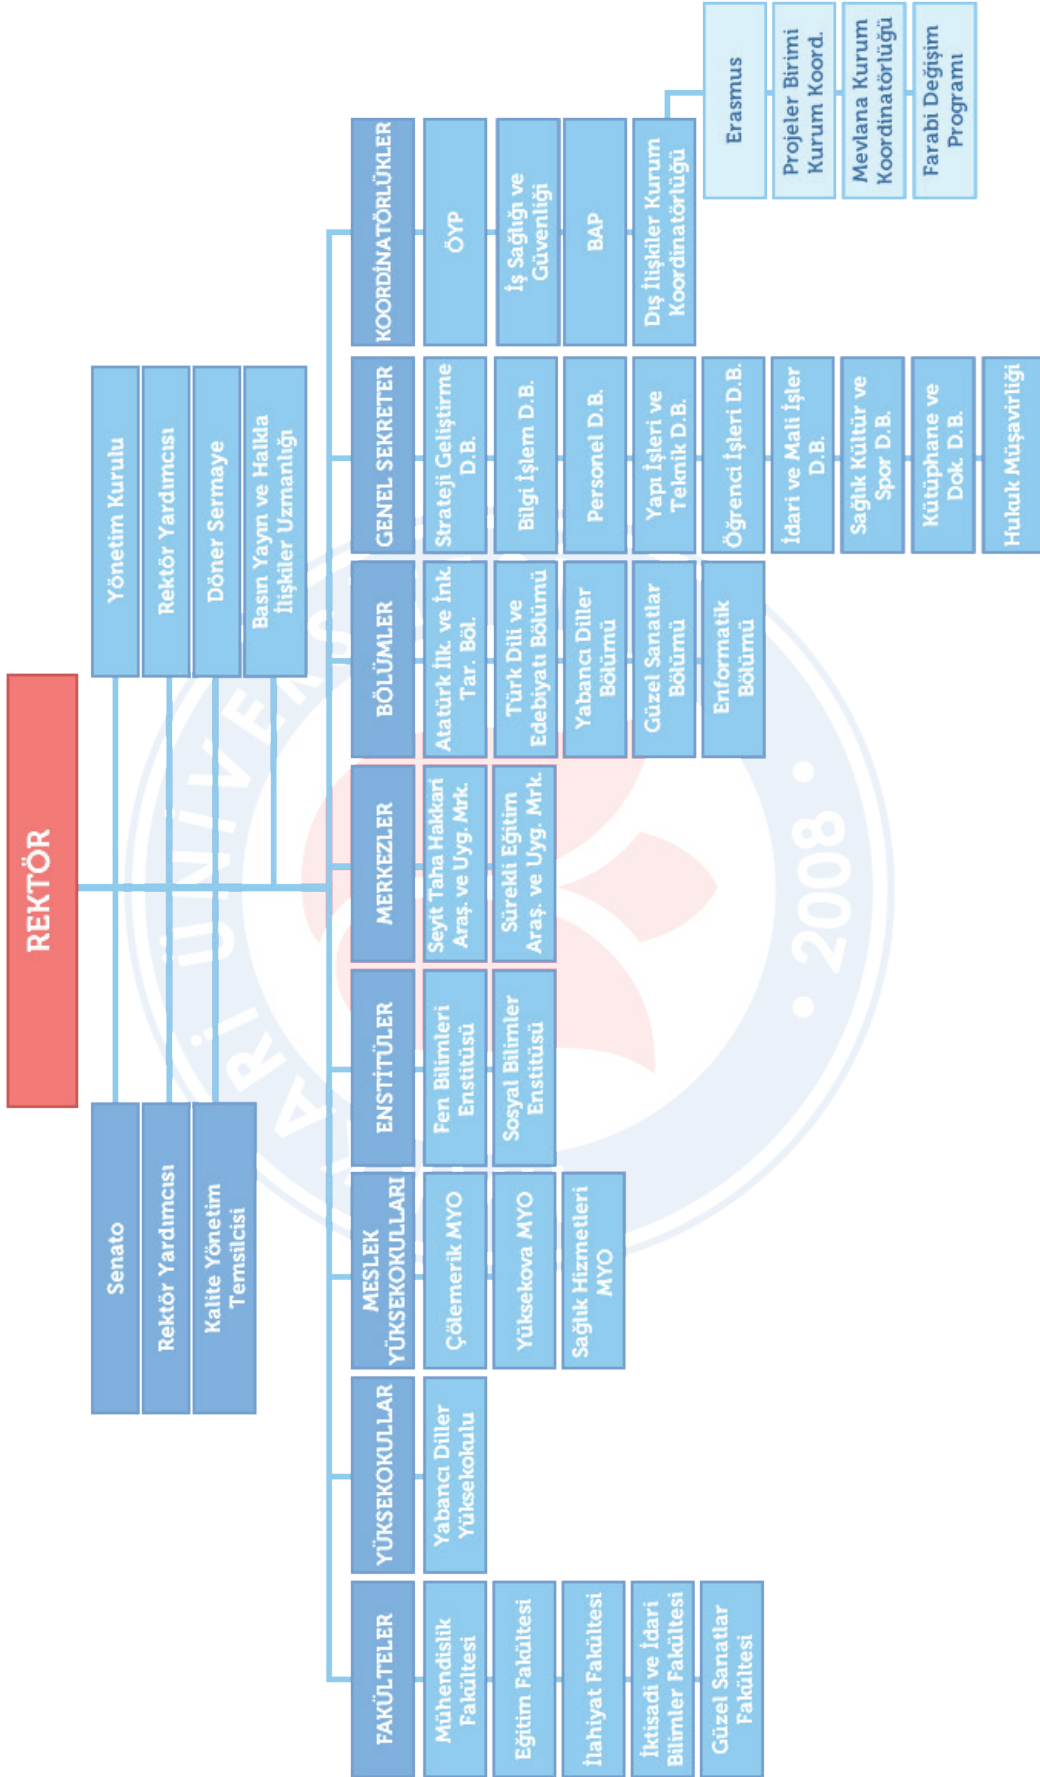 REKTÖR
Senato
Rektör Yardımcısı
Kalite Yönetim
Temsilcisi
Yönetim Kurulu
Rektör Yardımcısı
Döner Sermaye
Basın Yayın ve Halkla
İlişkiler Uzmanlığı
FAKÜLTELER
Mühendislik
Fakültesi
Eğitim Fakültesi
İlahiyat Fakültesi
İktisadi ve İdari
Bilimler Fakültesi
Güzel Sanatlar
Fakültesi
YÜKSEKOKULLAR
Yabancı Diller
Yüksekokulu
MESLEK
YÜKSEKOKULLARI
Çölemerik MYO
Yüksekova MYO
Sağlık Hizmetleri
MYO
ENSTİTÜLER
Fen Bilimleri
Enstitüsü
Sosyal Bilimler
Enstitüsü
MERKEZLER
Seyit Taha Hakkari
Araş. ve Uyg. Mrk.
Sürekli Eğitim
Araş. ve Uyg. Mrk.
BÖLÜMLER
Atatürk İlk. ve İnk.
Tar. Böl.
Türk Dili ve
Edebiyatı Bölümü
Yabancı Diller
Bölümü
Güzel Sanatlar
Bölümü
Enformatik
Bölümü
GENEL SEKRETER
Strateji Geliştirme
D.B.
Bilgi İşlem D.B.
Personel D.B.
Yapı İşleri ve
Teknik D.B.
Öğrenci İşleri D.B.
İdari ve Mali İşler
D.B.
Sağlık Kültür ve
Spor D.B.
Kütüphane ve
Dok. D.B.
Hukuk Müşavirliği
KOORDİNATÖRLÜKLER
ÖYP
İş Sağlığı ve
Güvenliği
BAP
Dış İlişkiler Kurum
Koordinatörlüğü
Erasmus
Projeler Birimi
Kurum Koord.
Mevlana Kurum
Koordinatörlüğü
Farabi Değişim
Programı
KARİ ÜNİVERS
• 2008 •